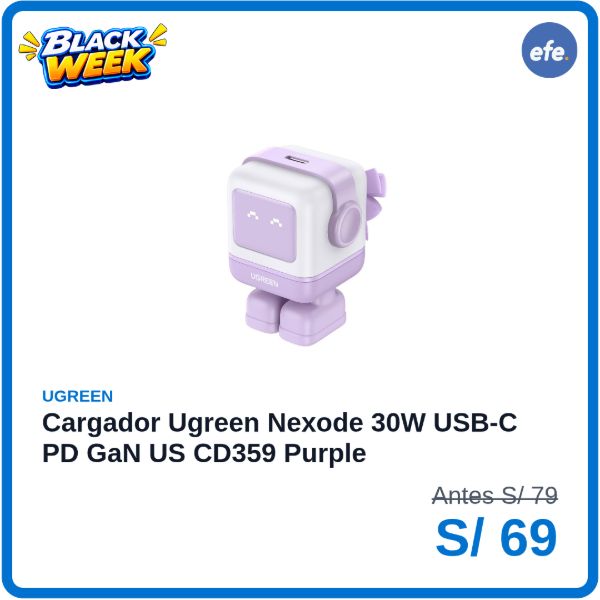 BLACK
WEEK
efe.
UGREEN
UGREEN
Cargador Ugreen Nexode 30W USB-C
PD GaN US CD359 Purple
Antes S/ 79
S/ 69